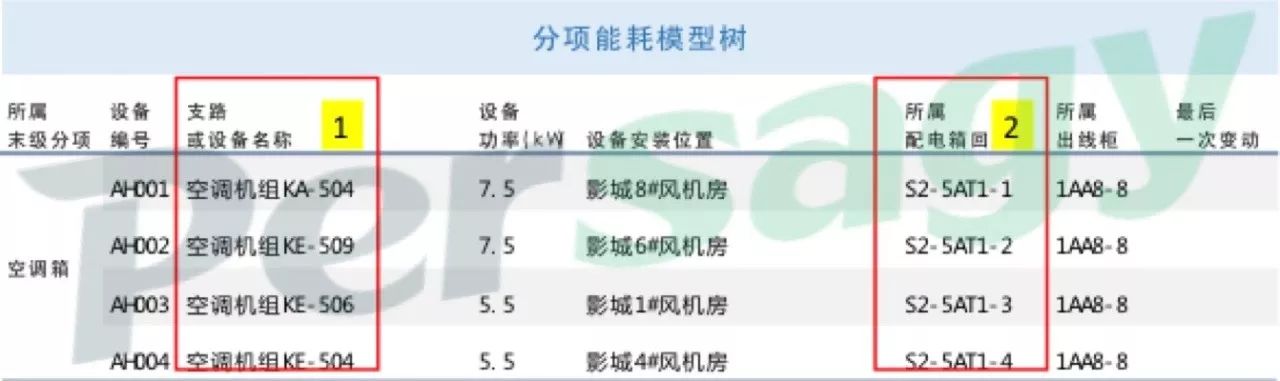 分项能耗模型树
所属 设备 支路 设备 所属 所属 最后
末级分项 编号 或设备名称 1 功率(kW) 设备安装位置 配电箱回 2 出线柜 一次变动
AH001 空调机组KA-504 7.5 影城8#风机房 S2-5AT1-1 1AA8-8
AH002 空调机组KE-509 7.5 影城6#风机房 S2-5AT1-2 1AA8-8
空调箱
AH003 空调机组KE-506 5.5 影城1#风机房 S2-5AT1-3 1AA8-8
AH004 空调机组KE-504 5.5 影城4#风机房 S2-5AT1-4 1AA8-8
persagy